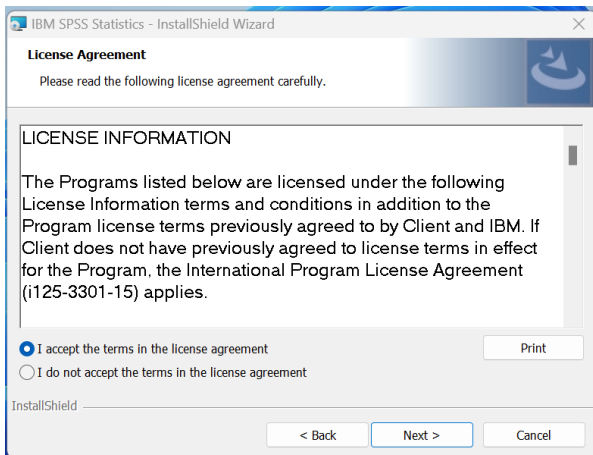 IBM SPSS Statistics - InstallShield Wizard
License Agreement
Please read the following license agreement carefully.
LICENSE INFORMATION
The Programs listed below are licensed under the following
License Information terms and conditions in addition to the
Program license terms previously agreed to by Client and IBM. If
Client does not have previously agreed to license terms in effect
for the Program, the International Program License Agreement
(i125-3301-15) applies.
I accept the terms in the license agreement
Print
I do not accept the terms in the license agreement
InstallShield
< Back
Next >
Cancel